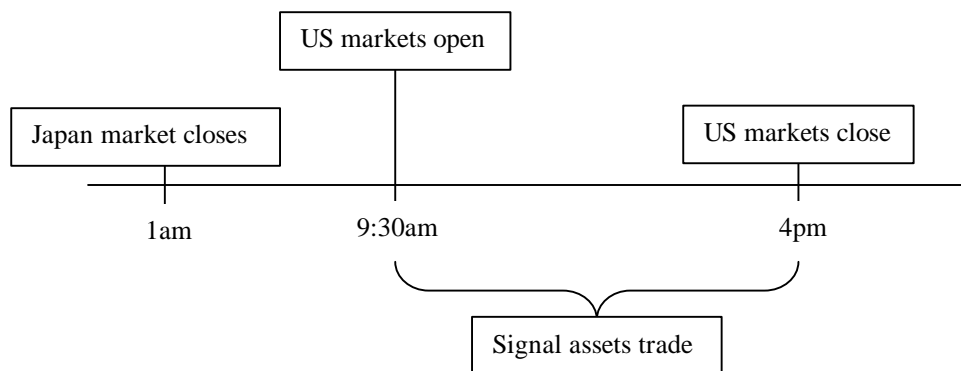 US markets open
Japan market closes
US markets close
1am
9:30am
4pm
Signal assets trade